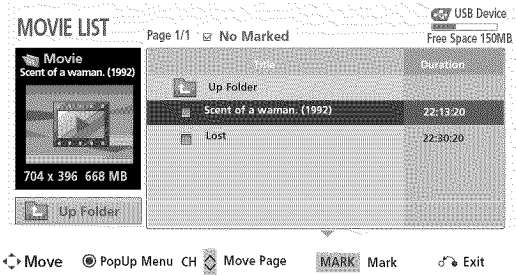 MOVIE LIST
Page 1/1 No Marked
USB Device
Free Space 150MB
Movie
Scent of a waman. (1992)
704 x 396 668 MB
Up Folder
Title Duration
Up Folder
Scent of a waman. (1992) 22:13:20
Lost 22:30:20
Move PopUp Menu CH Move Page MARK Mark Exit